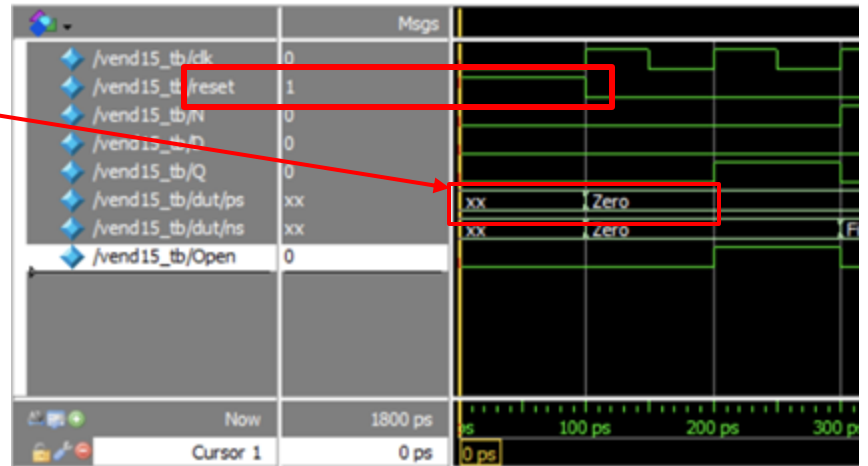 Msgs
/vend15_tb/clk 0
/vend15_tb/reset 1
/vend15_tb/N 0
/vend15_tb/D 0
/vend15_tb/Q 0
/vend15_tb/dut/ps xx xx Zero
/vend15_tb/dut/ns xx xx Zero Fi
/vend15_tb/Open 0
Now 1800 ps ps 100 ps 200 ps 300 p
Cursor 1 0 ps 0 ps